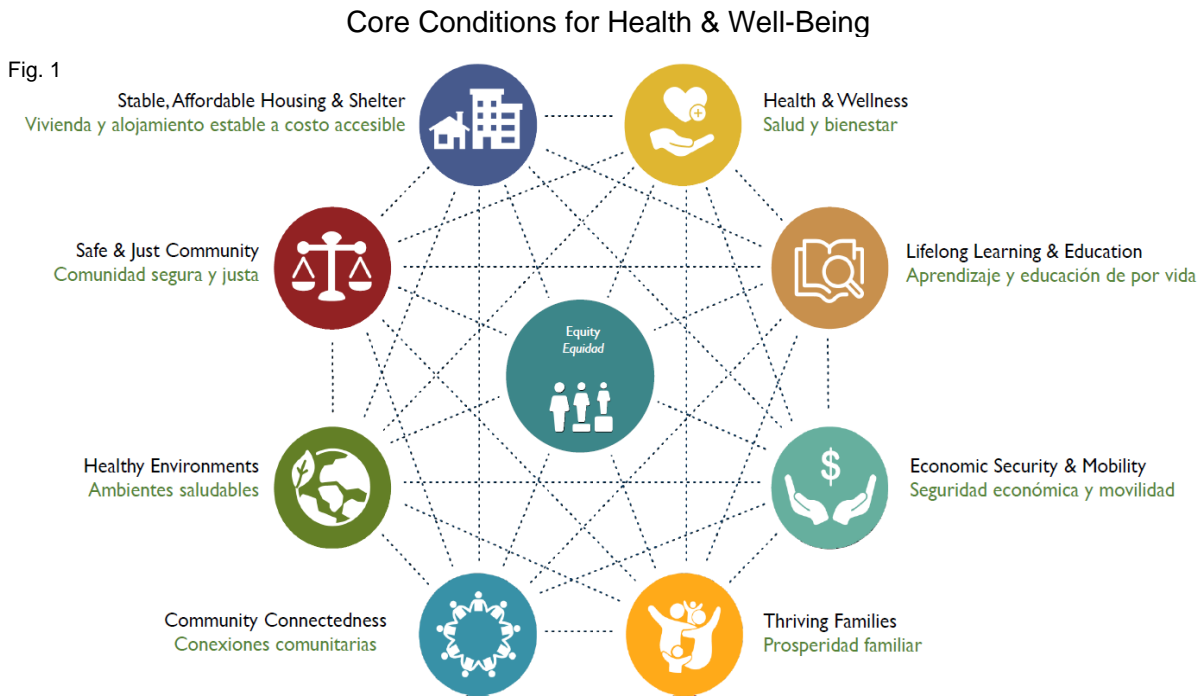 Core Conditions for Health & Well-Being
Fig. 1
Stable, Affordable Housing & Shelter
Vivienda y alojamiento estable a costo accesible
Health & Wellness
Salud y bienestar
Safe & Just Community
Comunidad segura y justa
Lifelong Learning & Education
Aprendizaje y educación de por vida
Equity
Equidad
Healthy Environments
Ambientes saludables
$
Economic Security & Mobility
Seguridad económica y movilidad
Community Connectedness
Conexiones comunitarias
Thriving Families
Prosperidad familiar